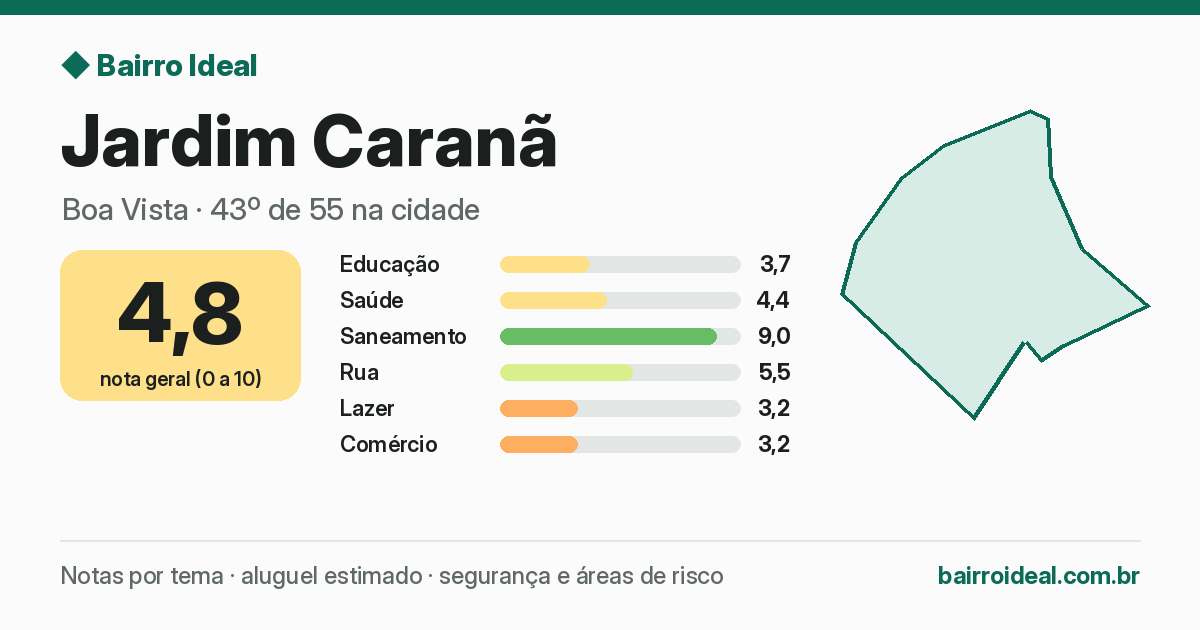 Bairro Ideal
Jardim Caranã
Boa Vista · 43º de 55 na cidade
4,8
nota geral (0 a 10)
Educação 3,7
Saúde 4,4
Saneamento 9,0
Rua 5,5
Lazer 3,2
Comércio 3,2
Notas por tema · aluguel estimado · segurança e áreas de risco
bairroideal.com.br